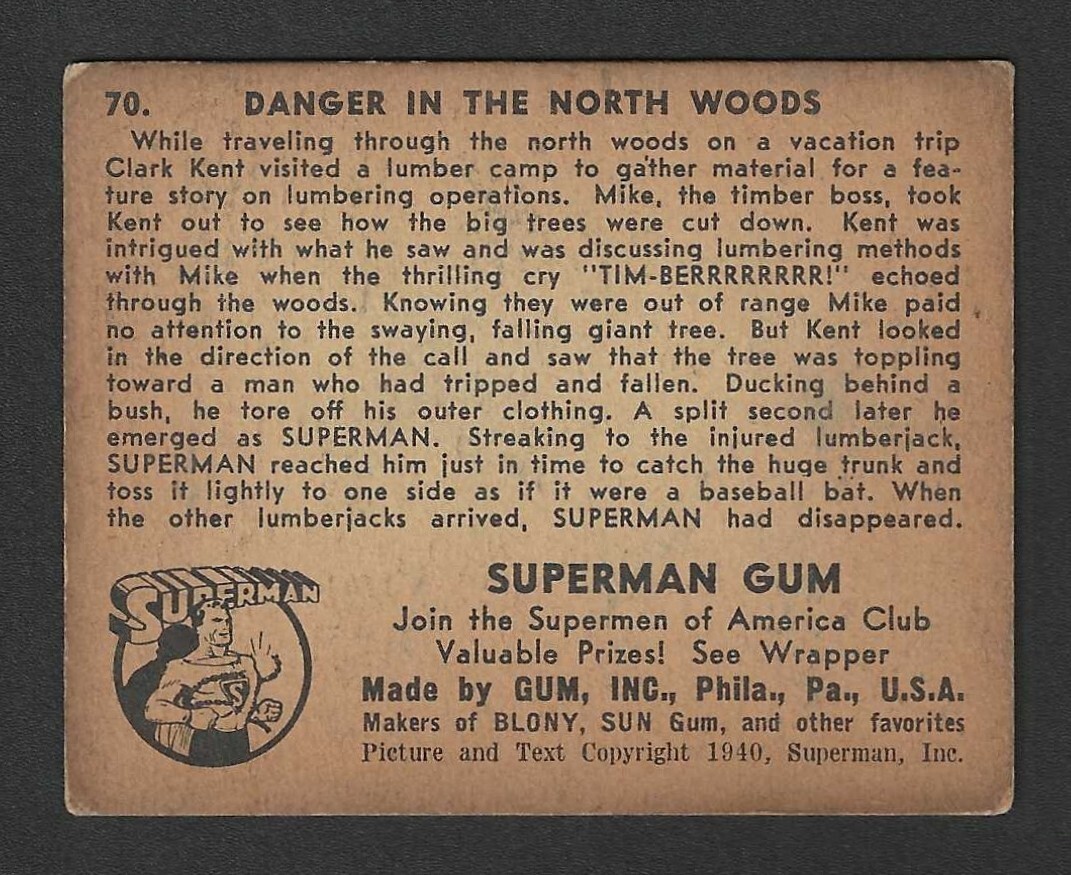 70. DANGER IN THE NORTH WOODS
While traveling through the north woods on a vacation trip
Clark Kent visited a lumber camp to gather material for a fea-
ture story on lumbering operations. Mike, the timber boss, took
Kent out to see how the big trees were cut down. Kent was
intrigued with what he saw and was discussing lumbering methods
with Mike when the thrilling cry "TIM-BERRRRRRRR!" echoed
through the woods. Knowing they were out of range Mike paid
no attention to the swaying, falling giant tree. But Kent looked
in the direction of the call and saw that the tree was toppling
toward a man who had tripped and fallen. Ducking behind a
bush, he tore off his outer clothing. A split second later he
emerged as SUPERMAN. Streaking to the injured lumberjack,
SUPERMAN reached him just in time to catch the huge trunk and
toss it lightly to one side as if it were a baseball bat. When
the other lumberjacks arrived, SUPERMAN had disappeared.
SUPERMAN
S
SUPERMAN GUM
Join the Supermen of America Club
Valuable Prizes! See Wrapper
Made by GUM, INC., Phila., Pa., U.S.A.
Makers of BLONY, SUN Gum, and other favorites
Picture and Text Copyright 1940, Superman, Inc.